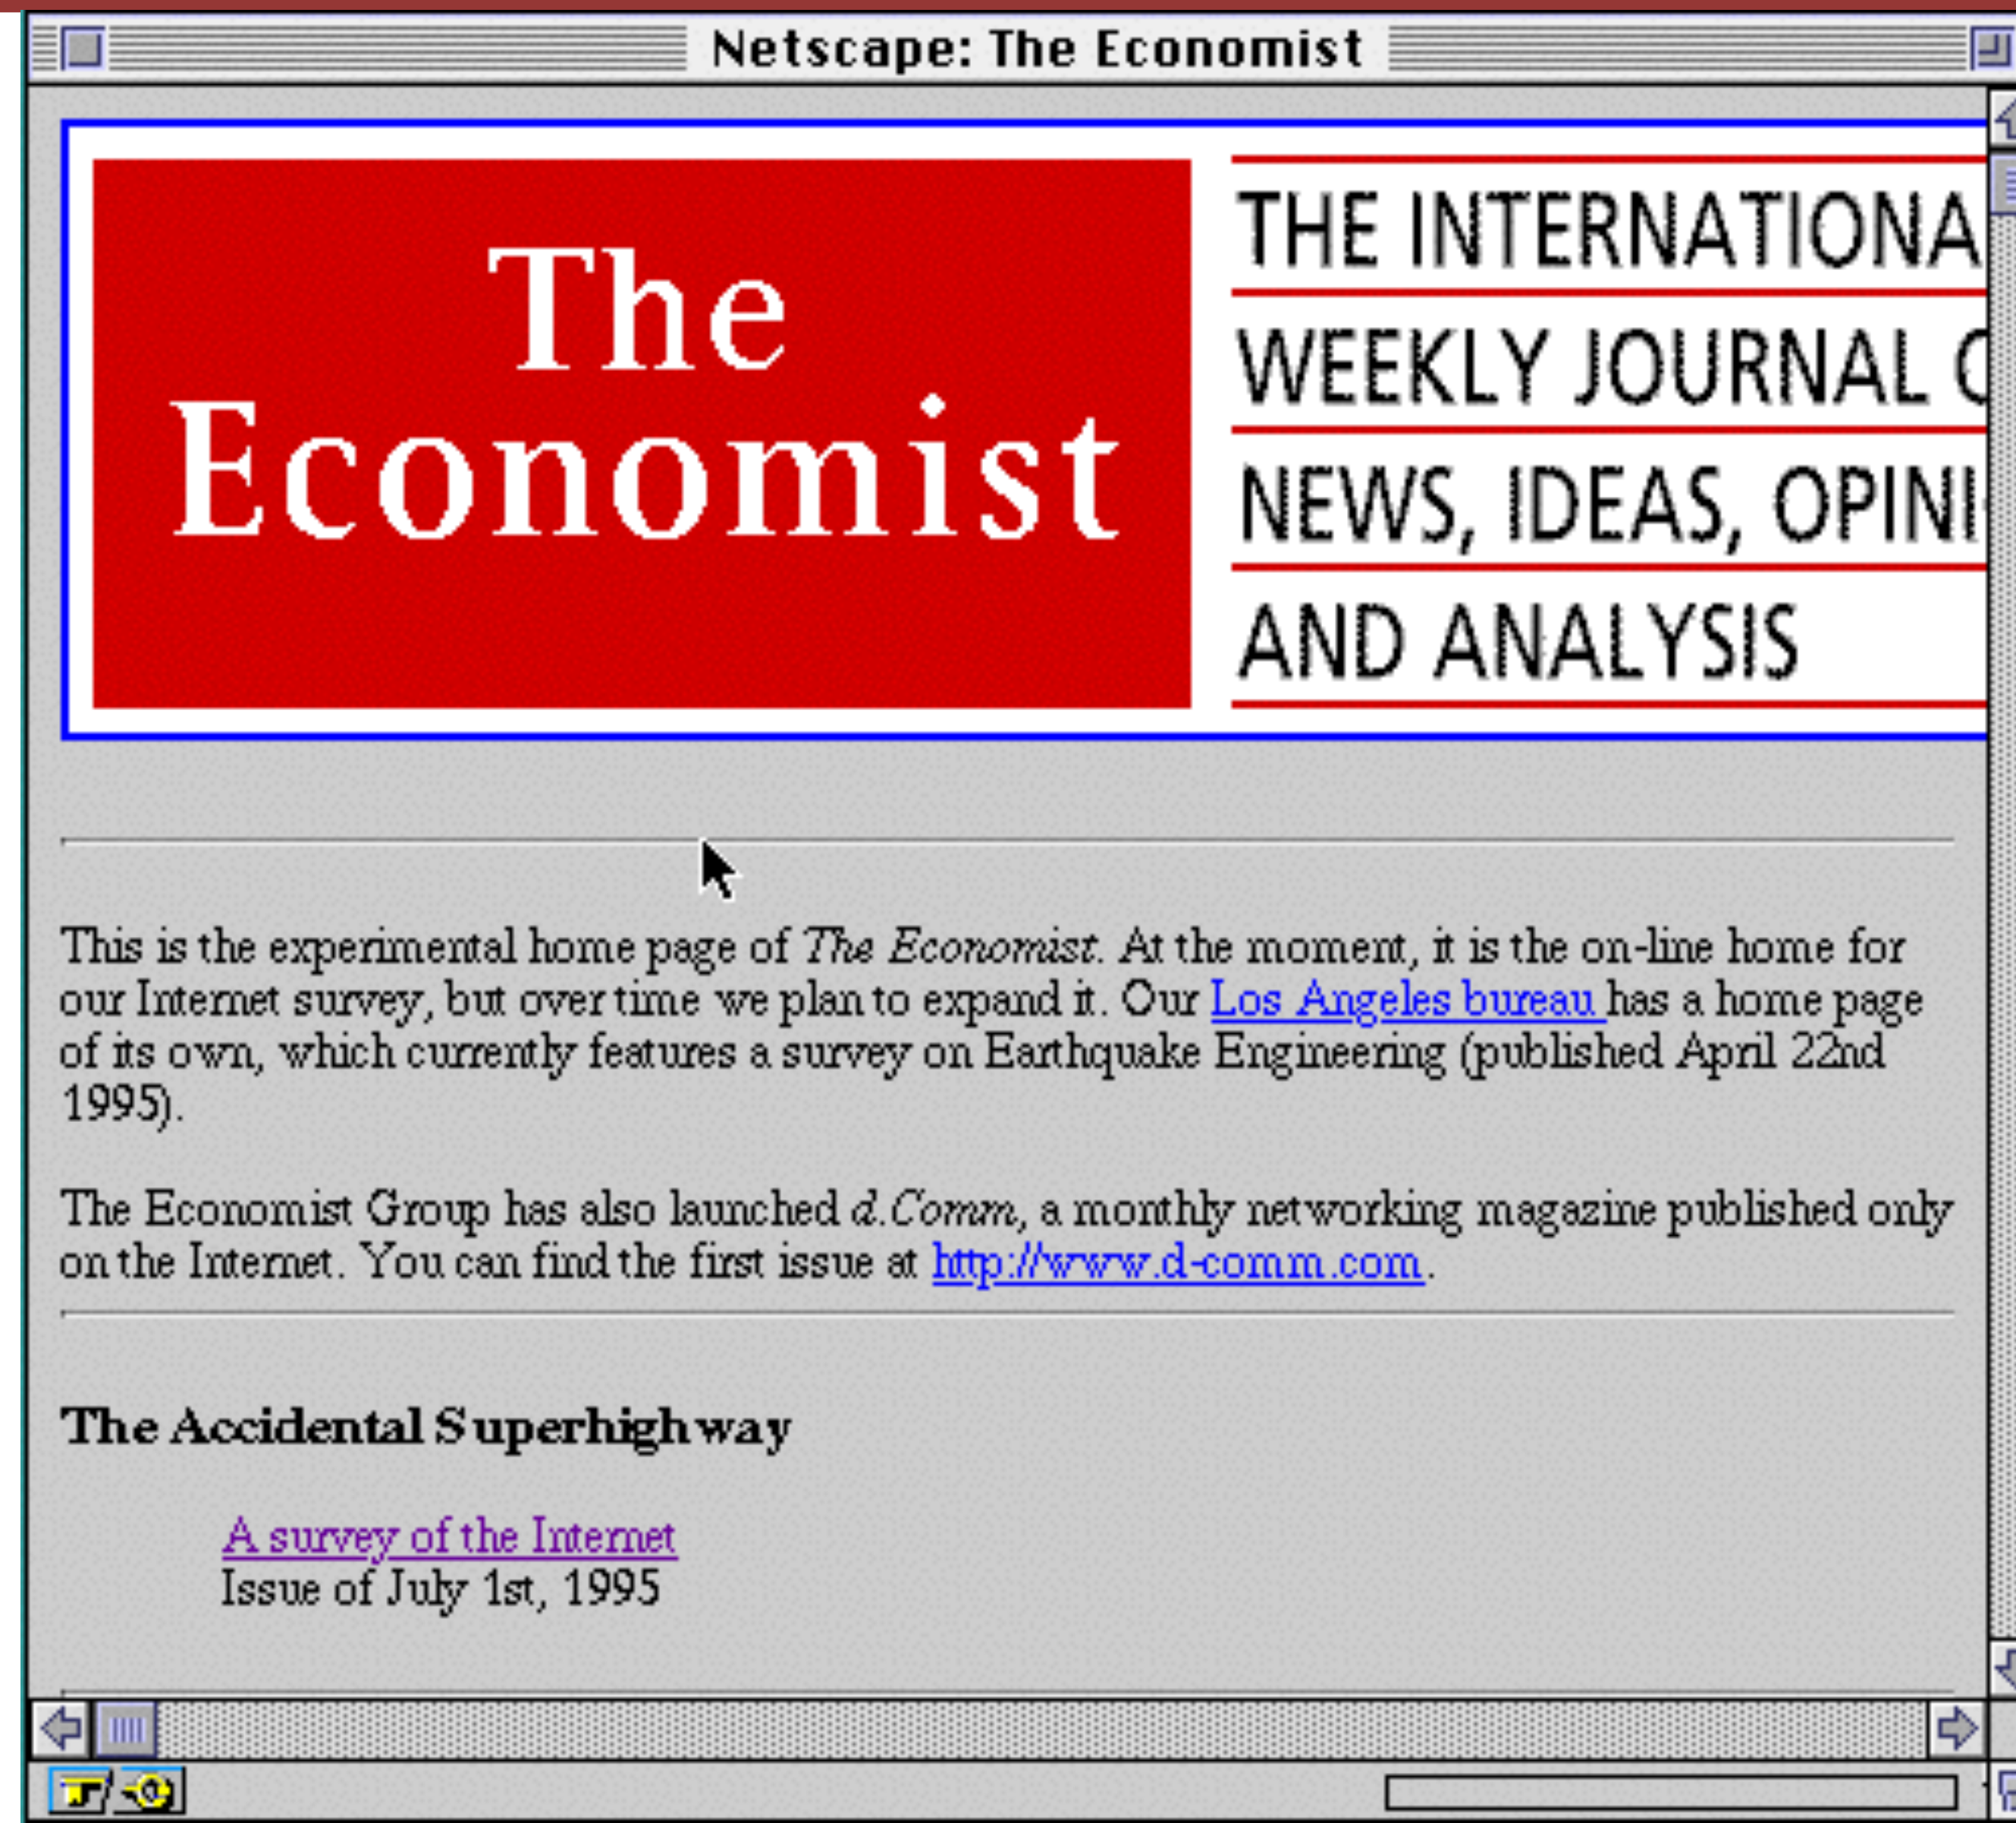 Netscape: The Economist
The
Economist
THE INTERNATIONA
WEEKLY JOURNAL
NEWS, IDEAS, OPINI
AND ANALYSIS
This is the experimental home page of The Economist. At the moment, it is the on-line home for
our Internet survey, but over time we plan to expand it. Our Los Angeles bureau has a home page
of its own, which currently features a survey on Earthquake Engineering (published April 22nd
1995).
The Economist Group has also launched d.Comm, a monthly networking magazine published only
on the Internet. You can find the first issue at http://www.d-comm.com.
The Accidental Superhighway
A survey of the Internet
Issue of July 1st, 1995